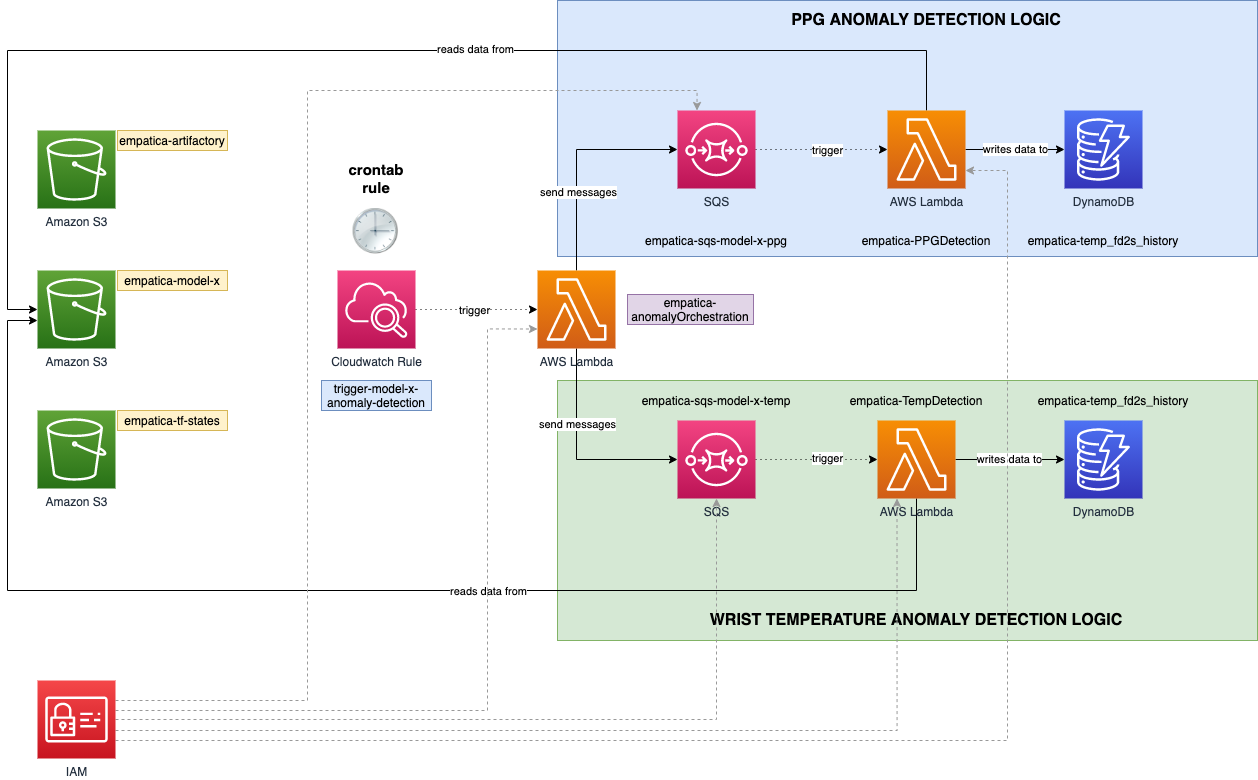 PPG ANOMALY DETECTION LOGIC
reads data from
empatica-artifactory
Amazon S3
crontab
rule
send messages
trigger
writes data to
SQS
AWS Lambda
DynamoDB
empatica-sqs-model-x-ppg
empatica-PPGDetection
empatica-temp_fd2s_history
empatica-model-x
Amazon S3
trigger
Cloudwatch Rule
trigger-model-x-
anomaly-detection
AWS Lambda
empatica-
anomalyOrchestration
empatica-tf-states
Amazon S3
send messages
empatica-sqs-model-x-temp
empatica-TempDetection
empatica-temp_fd2s_history
trigger
writes data to
SQS
AWS Lambda
DynamoDB
reads data from
WRIST TEMPERATURE ANOMALY DETECTION LOGIC
IAM